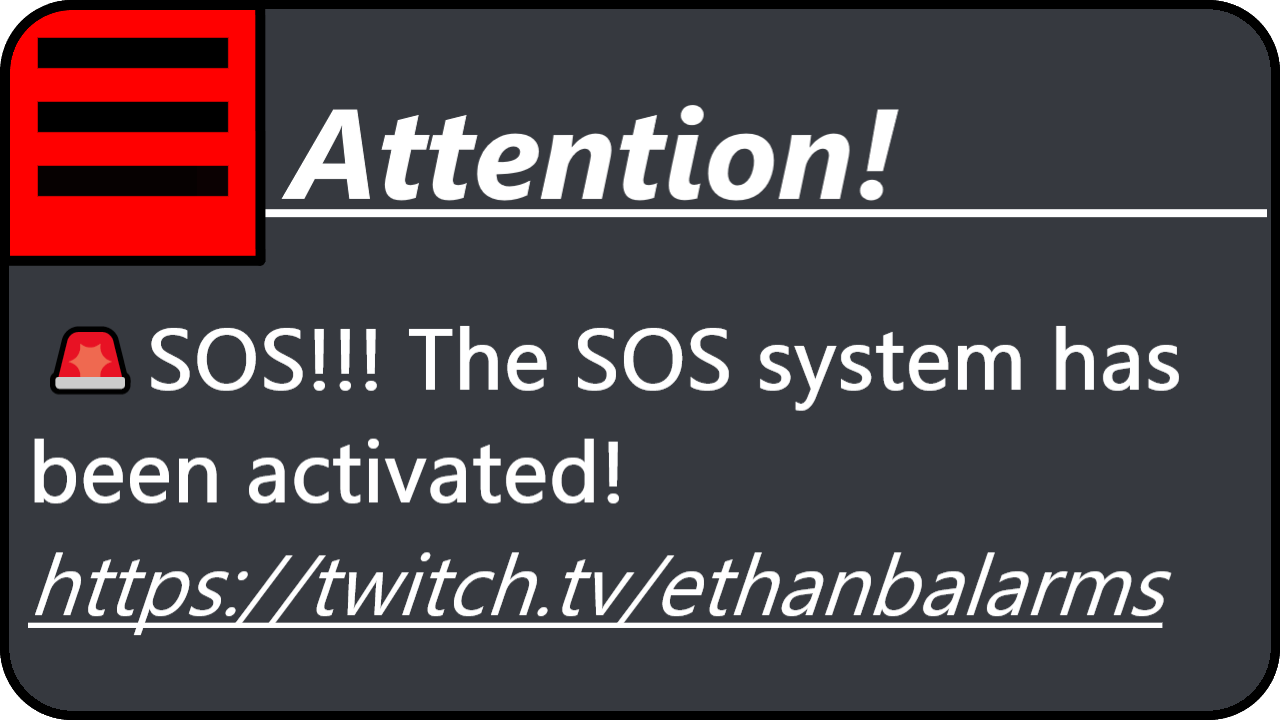 Attention!
🚨SOS!!! The SOS system has
been activated!
https://twitch.tv/ethanbalarms